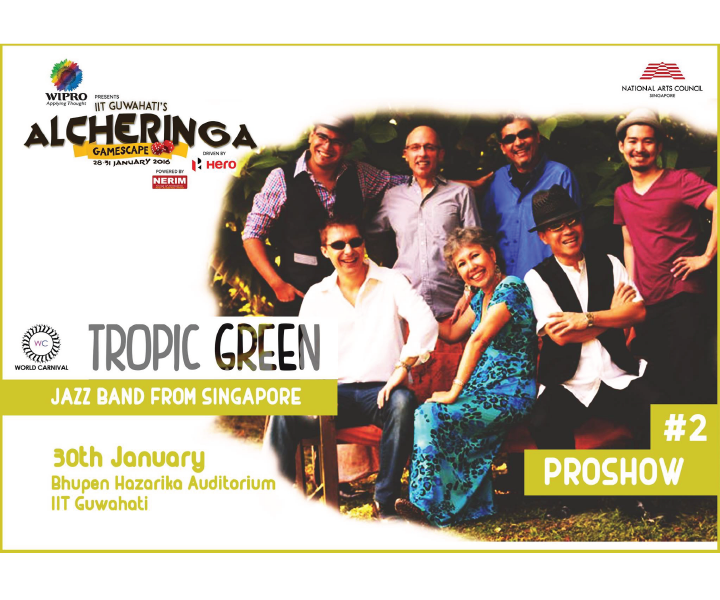 WIPRO
Applying Thought
PRESENTS
IIT GUWAHATI'S
ALCHERINGA
GAMESCAPE
28-31 JANUARY 2016
DRIVEN BY
Hero
POWERED BY
NERIM
NATIONAL ARTS COUNCIL
SINGAPORE
WC
WORLD CARNIVAL
TROPIC GREEN
JAZZ BAND FROM SINGAPORE
30th January
Bhupen Hazarika Auditorium
IIT Guwahati
#2
PROSHOW